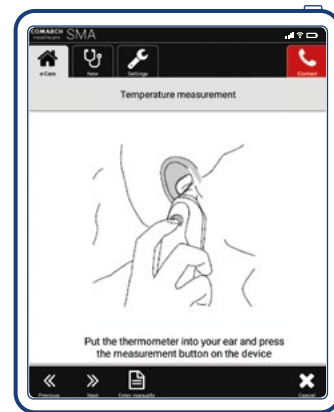 COMARCH
Healthcare SMA
e-Care New Settings Contact
Temperature measurement
Put the thermometer into your ear and press
the measurement button on the device
Previous Next Enter manually Cancel